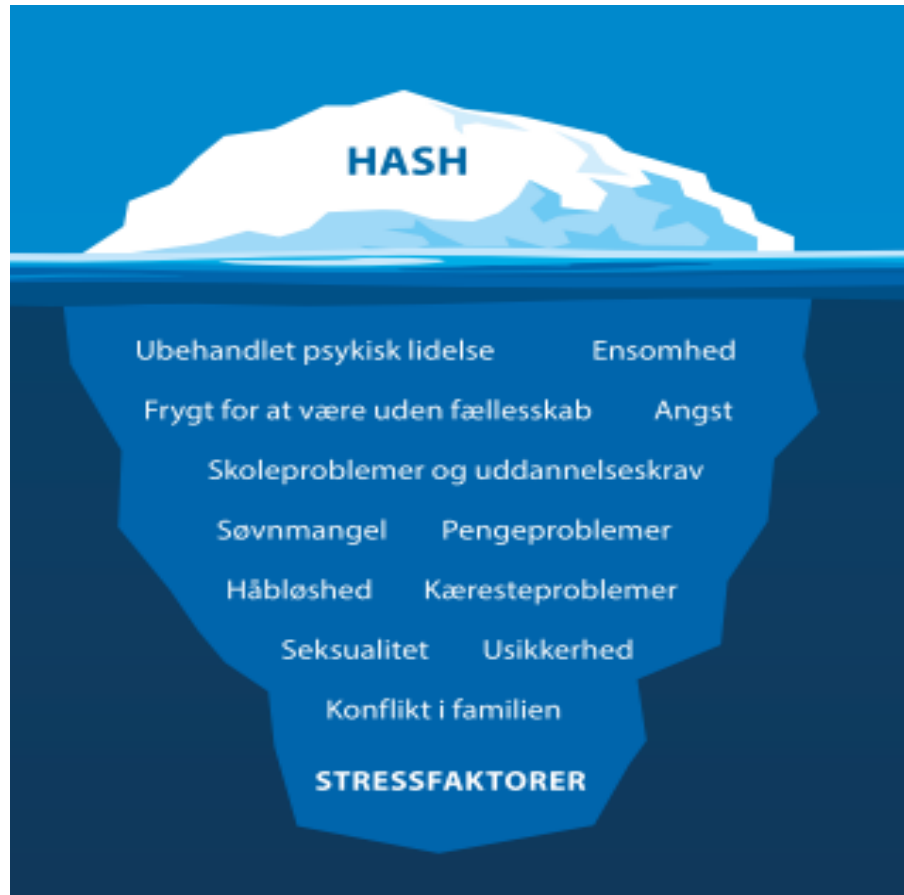 HASH
Ubehandlet psykisk lidelse Ensomhed
Frygt for at være uden fællesskab Angst
Skoleproblemer og uddannelseskrav
Søvnmangel Pengeproblemer
Håbløshed Kæresteproblemer
Seksualitet Usikkerhed
Konflikt i familien
STRESSFAKTORER